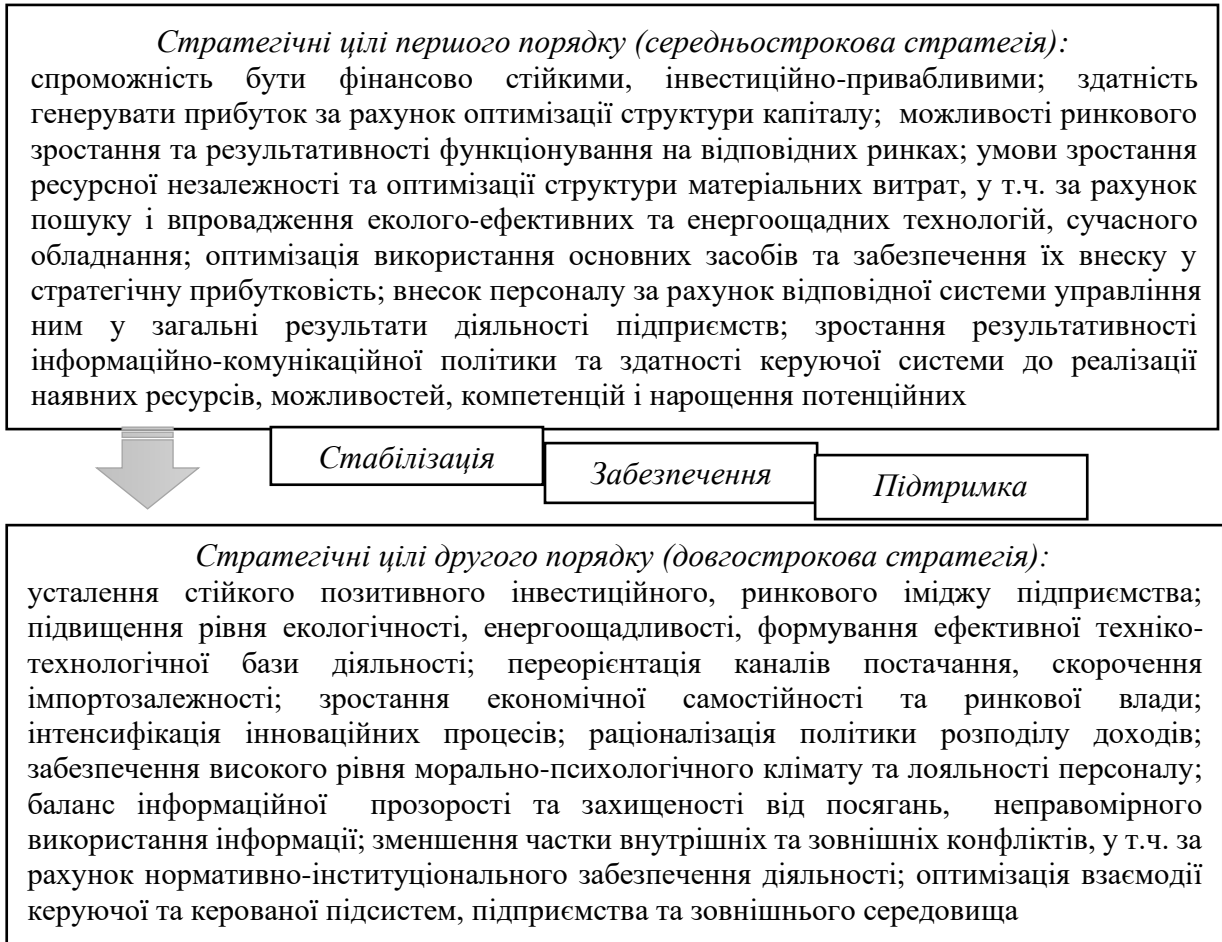 Стратегічні цілі першого порядку (середньострокова стратегія):
спроможність бути фінансово стійкими, інвестиційно-привабливими; здатність
генерувати прибуток за рахунок оптимізації структури капіталу; можливості ринкового
зростання та результативності функціонування на відповідних ринках; умови зростання
ресурсної незалежності та оптимізації структури матеріальних витрат, у т.ч. за рахунок
пошуку і впровадження еколого-ефективних та енергоощадних технологій, сучасного
обладнання; оптимізація використання основних засобів та забезпечення їх внеску у
стратегічну прибутковість; внесок персоналу за рахунок відповідної системи управління
ним у загальні результати діяльності підприємств; зростання результативності
інформаційно-комунікаційної політики та здатності керуючої системи до реалізації
наявних ресурсів, можливостей, компетенцій і нарощення потенційних
Стабілізація
Забезпечення
Підтримка
Стратегічні цілі другого порядку (довгострокова стратегія):
усталення стійкого позитивного інвестиційного, ринкового іміджу підприємства;
підвищення рівня екологічності, енергоощадливості, формування ефективної техніко-
технологічної бази діяльності; переорієнтація каналів постачання, скорочення
імпортозалежності; зростання економічної самостійності та ринкової влади;
інтенсифікація інноваційних процесів; раціоналізація політики розподілу доходів;
забезпечення високого рівня морально-психологічного клімату та лояльності персоналу;
баланс інформаційної прозорості та захищеності від посягань, неправомірного
використання інформації; зменшення частки внутрішніх та зовнішніх конфліктів, у т.ч. за
рахунок нормативно-інституціонального забезпечення діяльності; оптимізація взаємодії
керуючої та керованої підсистем, підприємства та зовнішнього середовища